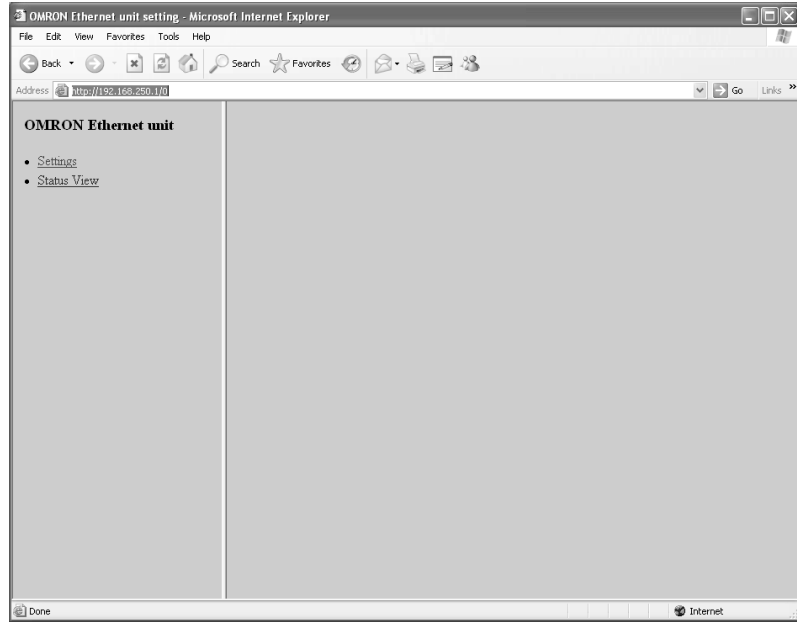 OMRON Ethernet unit setting - Microsoft Internet Explorer
File Edit View Favorites Tools Help
Back Search Favorites
Address http://192.168.250.1/0 Go Links »
OMRON Ethernet unit
• Settings
• Status View
Done Internet